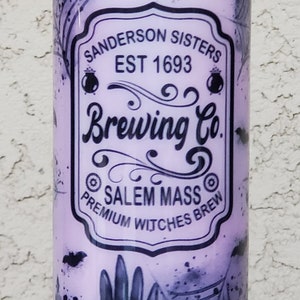 SANDERSON SISTERS
EST 1693
Brewing Co.
SALEM MASS
PREMIUM WITCHES BREW